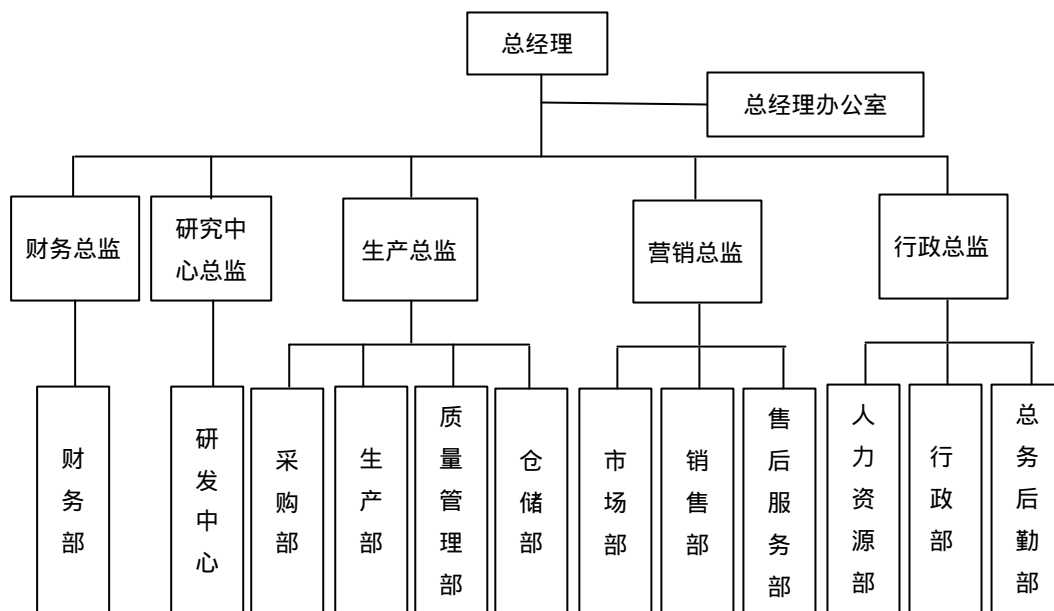 总经理
总经理办公室
财务总监
研究中
心总监
生产总监
营销总监
行政总监
财务部
研发中心
采购部
生产部
质量管理部
仓储部
市场部
销售部
售后服务部
人力资源部
行政部
总务后勤部